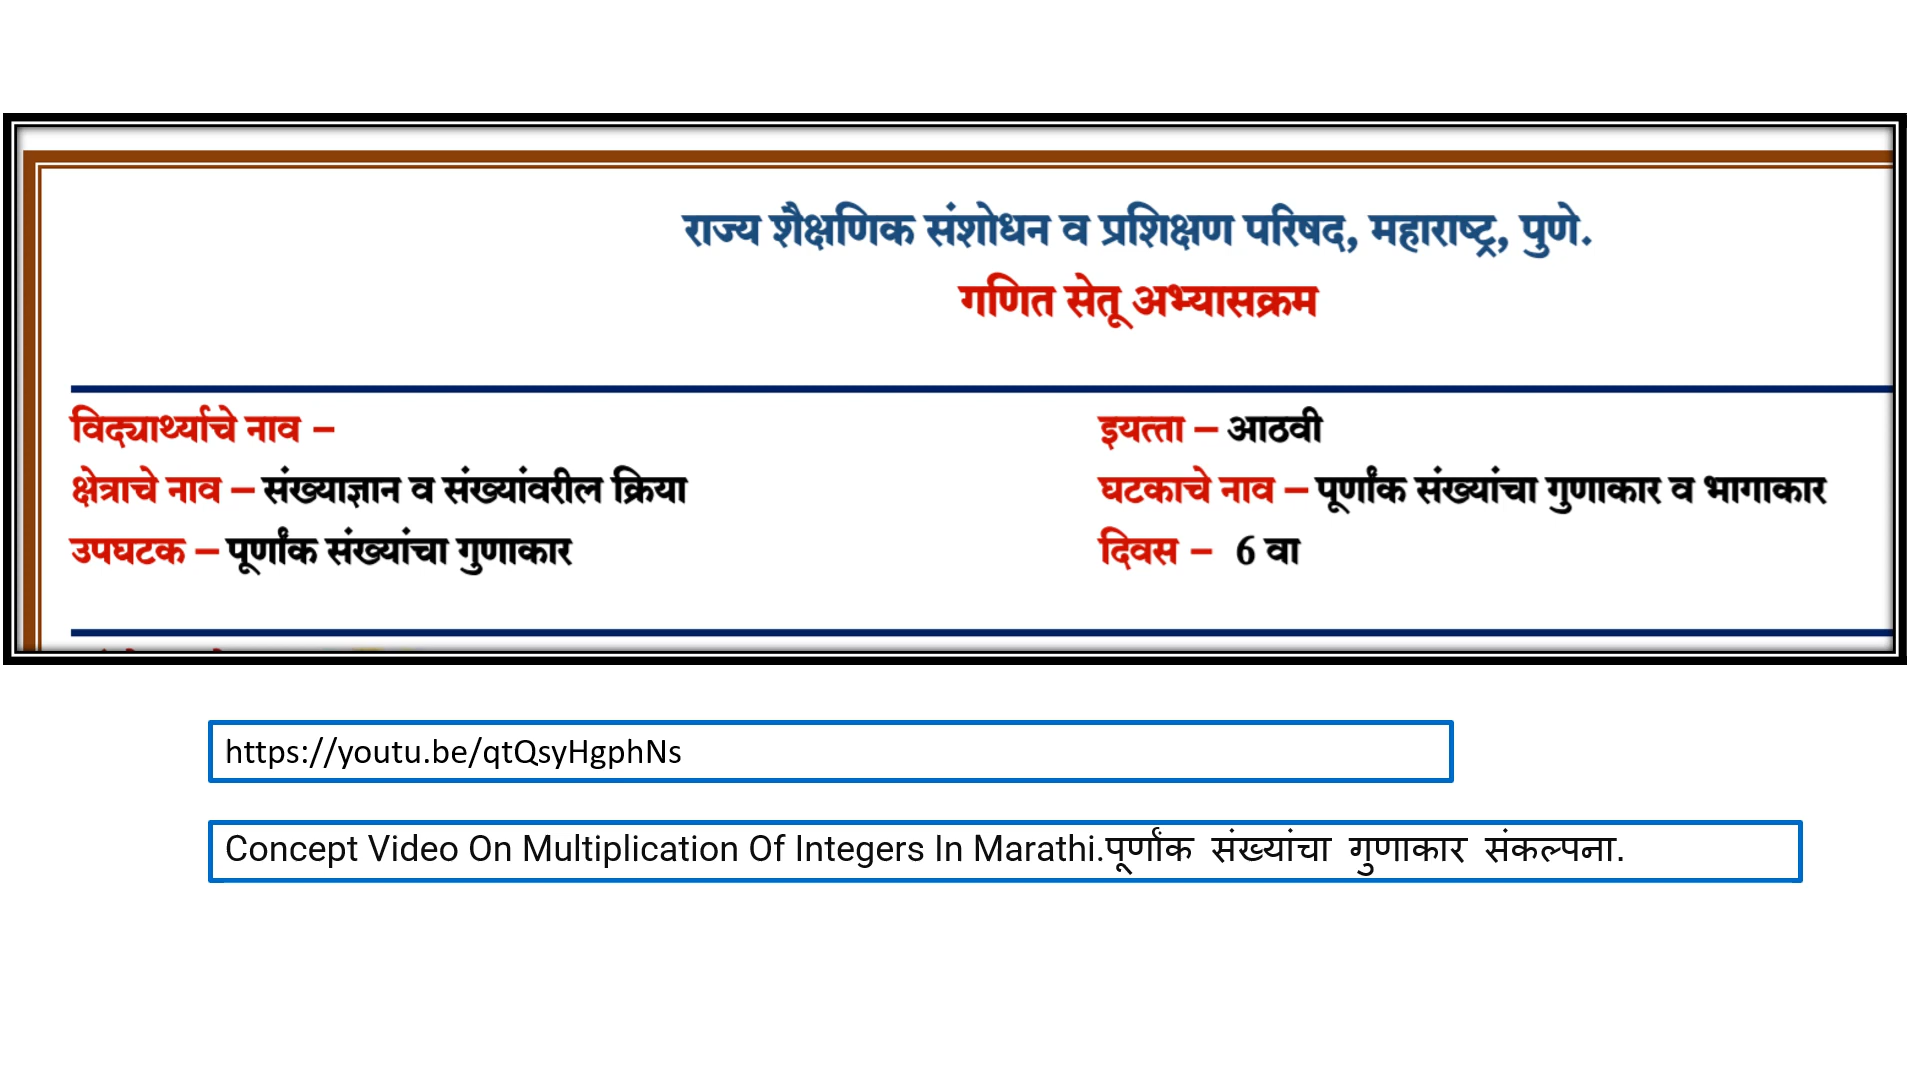 राज्य शैक्षणिक संशोधन व प्रशिक्षण परिषद, महाराष्ट्र, पुणे.
गणित सेतू अभ्यासक्रम
विद्यार्थ्याचे नाव –
इयत्ता – आठवी
क्षेत्राचे नाव – संख्याज्ञान व संख्यांवरील क्रिया
घटकाचे नाव – पूर्णांक संख्यांचा गुणाकार व भागाकार
उपघटक – पूर्णांक संख्यांचा गुणाकार
दिवस – 6 वा
https://youtu.be/qtQsyHgphNs
Concept Video On Multiplication Of Integers In Marathi.पूर्णांक संख्यांचा गुणाकार संकल्पना.